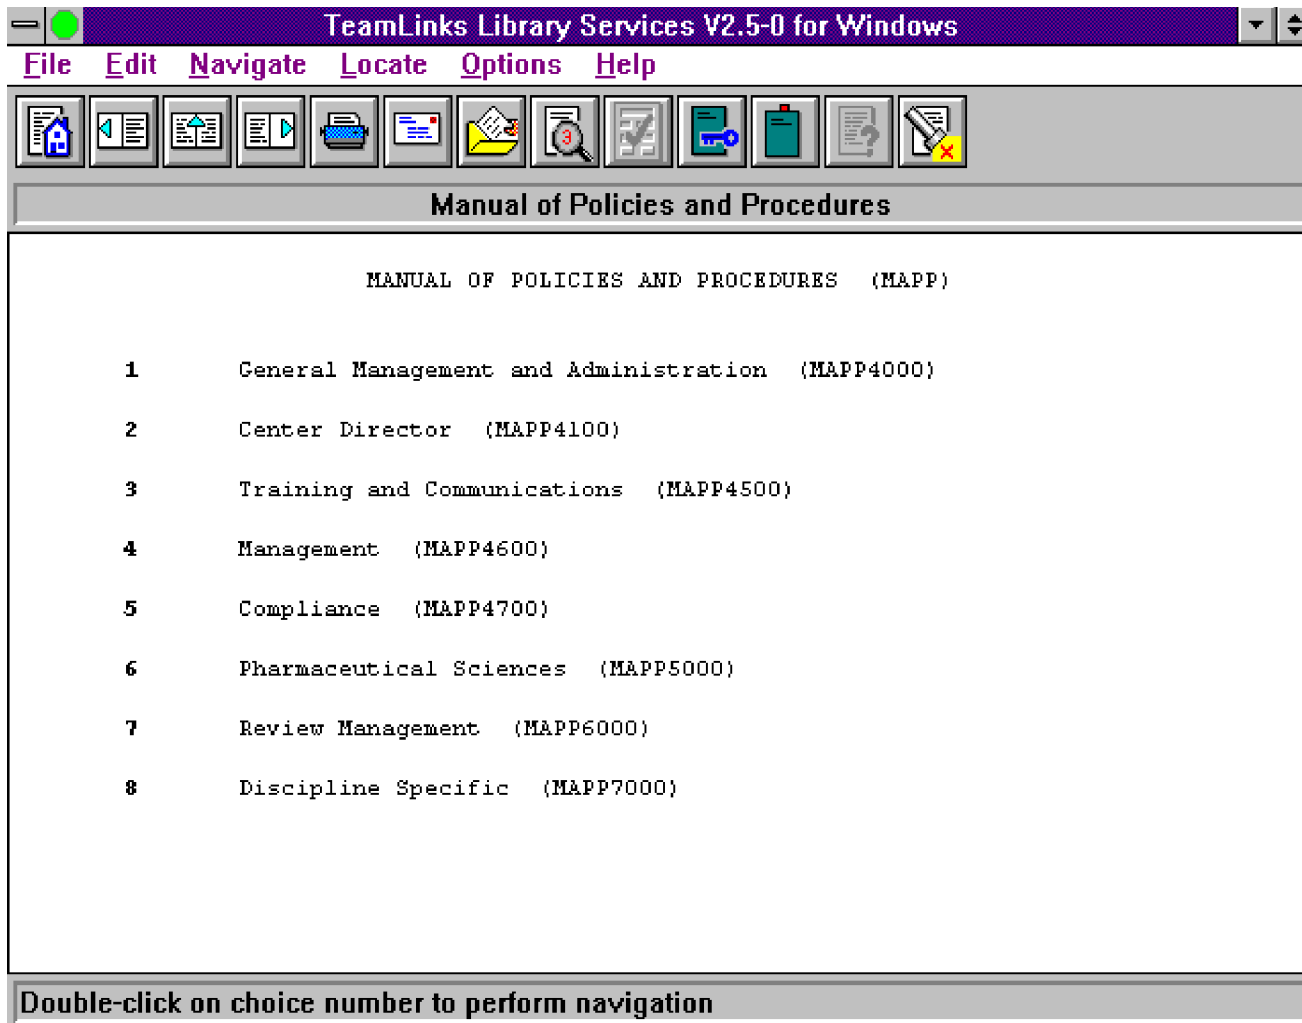 TeamLinks Library Services V2.5-0 for Windows
File Edit Navigate Locate Options Help
3
Manual of Policies and Procedures
MANUAL OF POLICIES AND PROCEDURES (MAPP)
1 General Management and Administration (MAPP4000)
2 Center Director (MAPP4100)
3 Training and Communications (MAPP4500)
4 Management (MAPP4600)
5 Compliance (MAPP4700)
6 Pharmaceutical Sciences (MAPP5000)
7 Review Management (MAPP6000)
8 Discipline Specific (MAPP7000)
Double-click on choice number to perform navigation